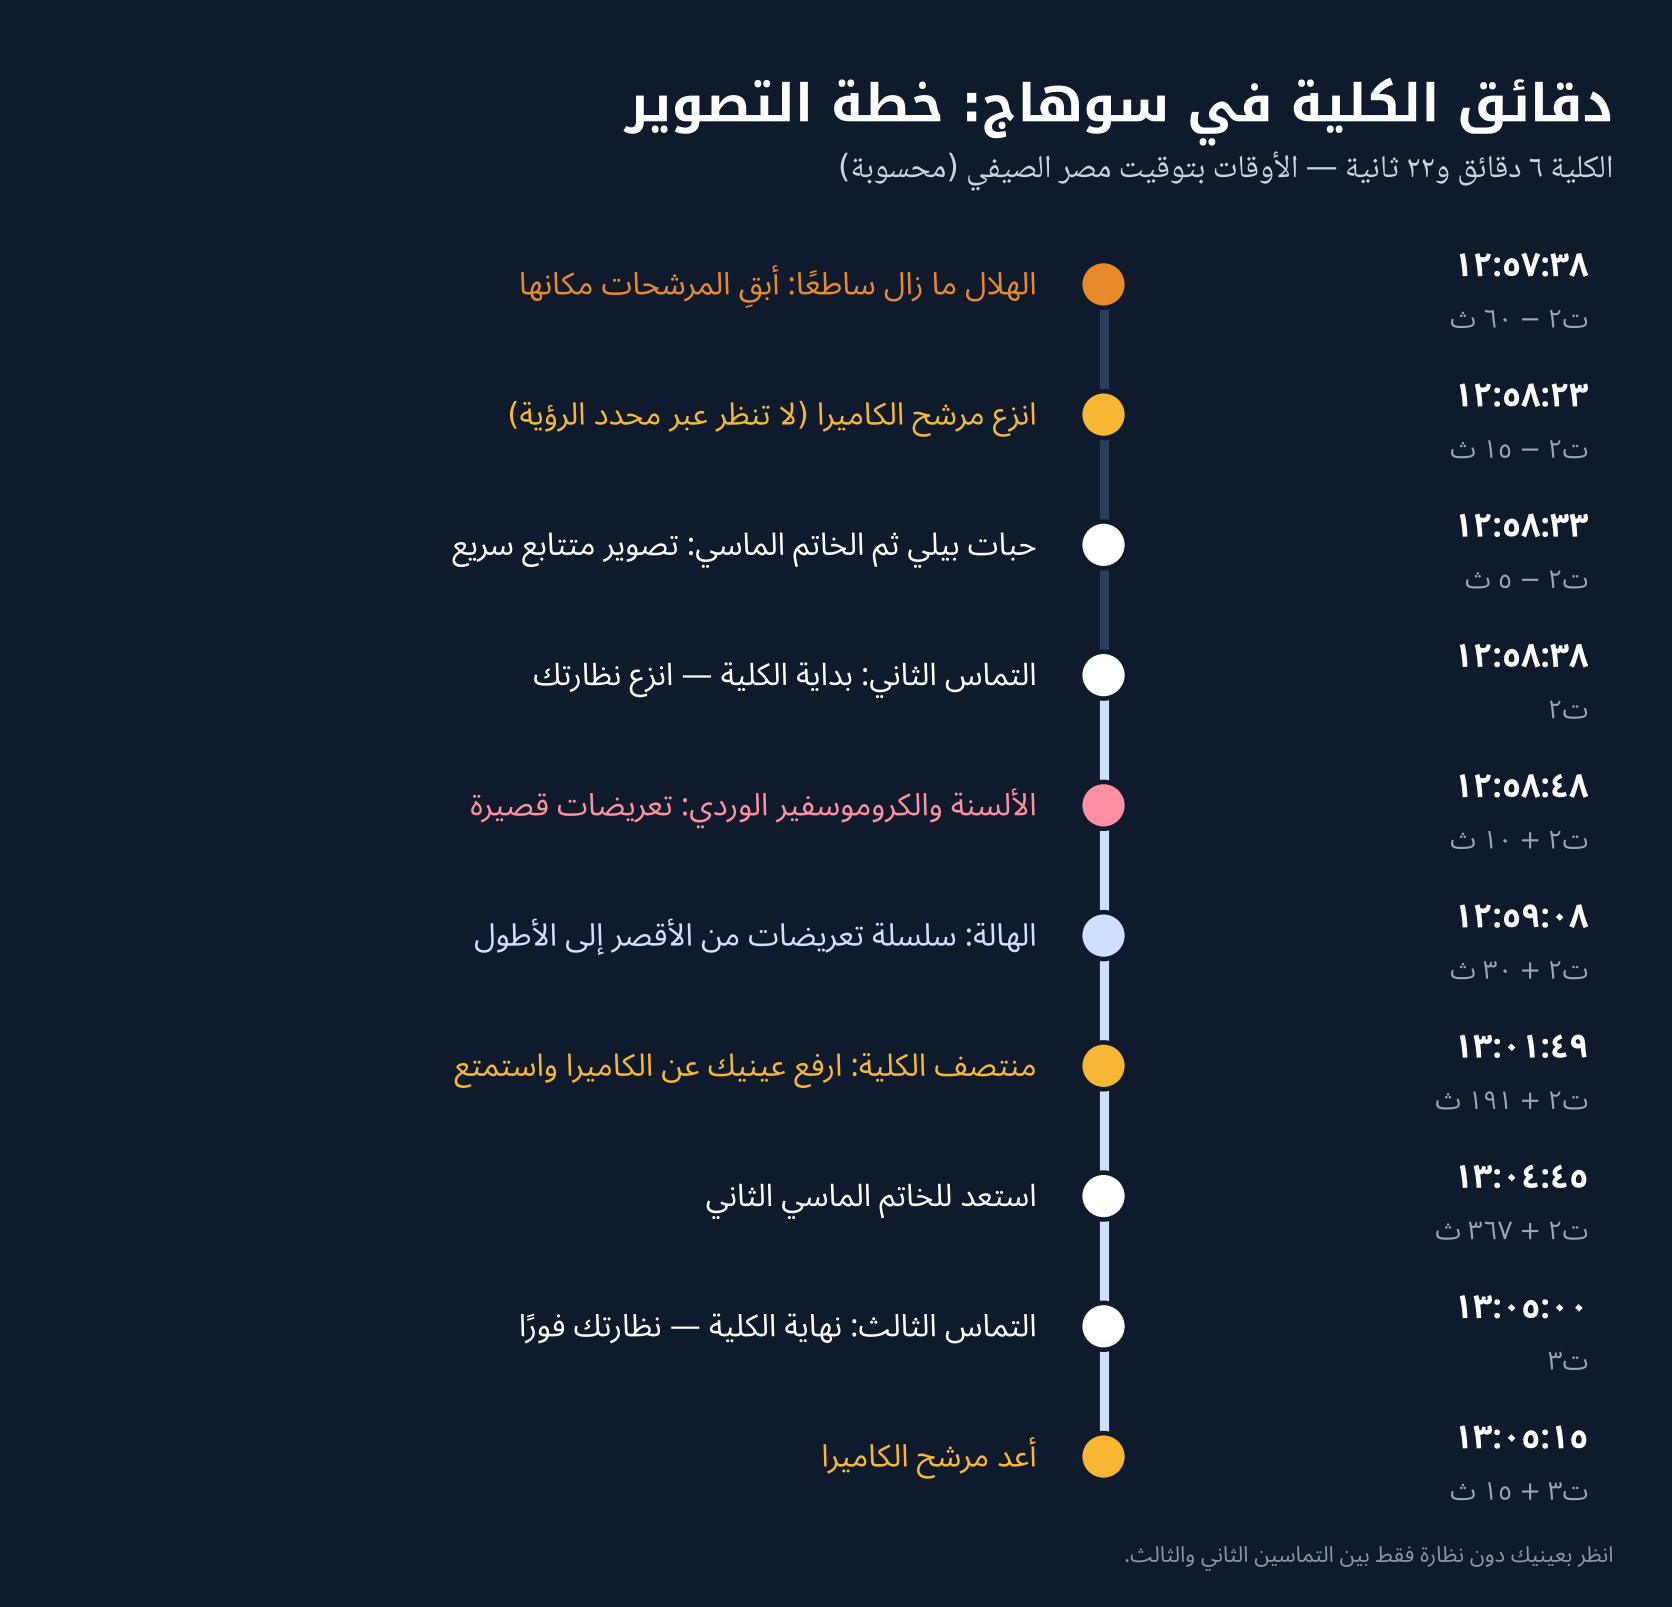 دقائق الكلية في سوهاج: خطة التصوير
الكلية ٦ دقائق و٢٢ ثانية — الأوقات بتوقيت مصر الصيفي (محسوبة)
١٢:٥٧:٣٨
ت٢ – ٦٠ ث
الهلال ما زال ساطعًا: أبقِ المرشحات مكانها
١٢:٥٨:٢٣
ت٢ – ١٥ ث
انزع مرشح الكاميرا (لا تنظر عبر محدد الرؤية)
١٢:٥٨:٣٣
ت٢ – ٥ ث
حبات بيلي ثم الخاتم الماسي: تصوير متتابع سريع
١٢:٥٨:٣٨
ت٢
التماس الثاني: بداية الكلية — انزع نظارتك
١٢:٥٨:٤٨
ت٢ + ١٠ ث
الألسنة والكروموسفير الوردي: تعريضات قصيرة
١٢:٥٩:٠٨
ت٢ + ٣٠ ث
الهالة: سلسلة تعريضات من الأقصر إلى الأطول
١٣:٠١:٤٩
ت٢ + ١٩١ ث
منتصف الكلية: ارفع عينيك عن الكاميرا واستمتع
١٣:٠٤:٤٥
ت٢ + ٣٦٧ ث
استعد للخاتم الماسي الثاني
١٣:٠٥:٠٠
ت٣
التماس الثالث: نهاية الكلية — نظارتك فورًا
١٣:٠٥:١٥
ت٣ + ١٥ ث
أعد مرشح الكاميرا
انظر بعينيك دون نظارة فقط بين التماسين الثاني والثالث.